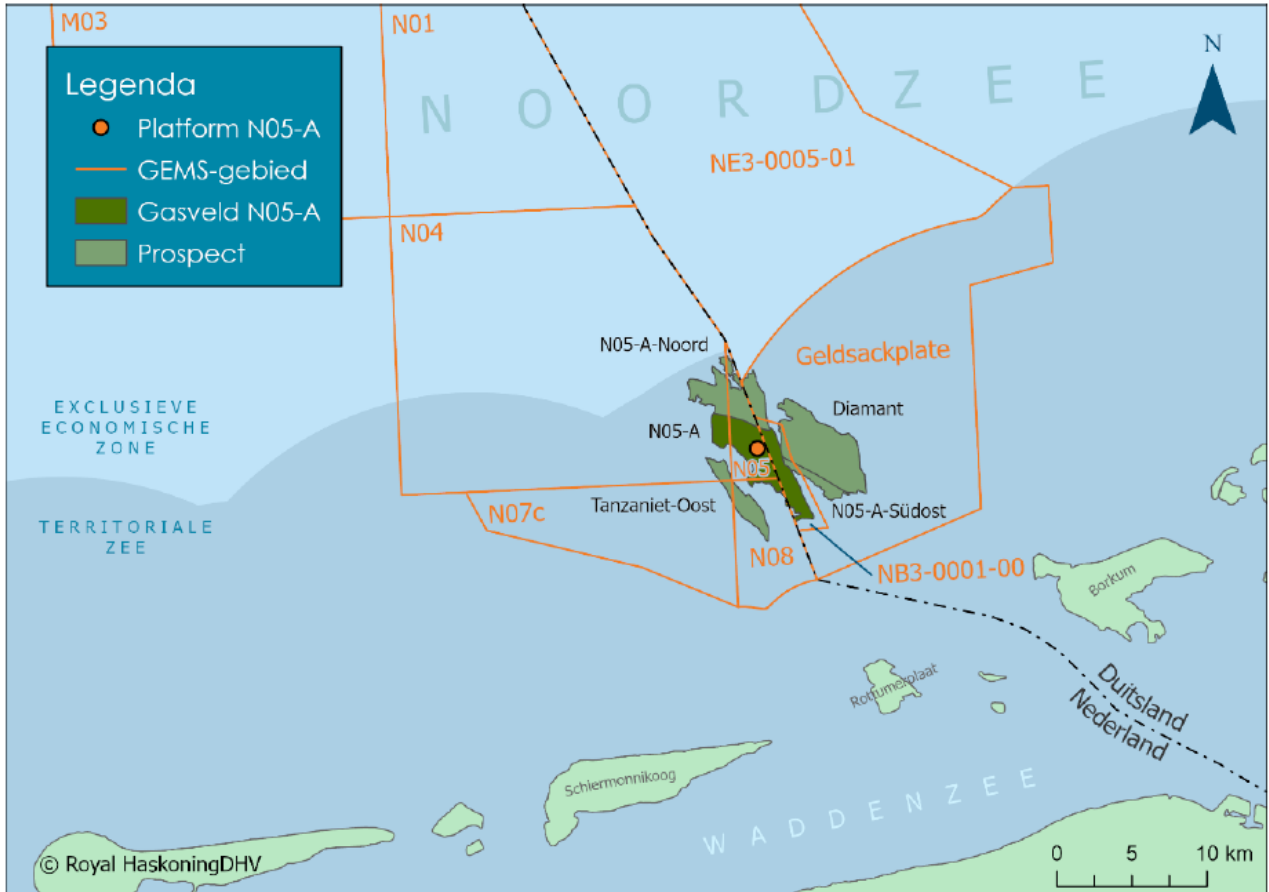 M03
N01
N
Legenda
Platform N05-A
GEMS-gebied
Gasveld N05-A
Prospect
NOORDZEE
NE3-0005-01
N04
N05-A-Noord
Geldsackplate
EXCLUSIEVE
ECONOMISCHE
ZONE
Diamant
N05-A
N05
TERRITORIALE
ZEE
N07c
Tanzaniet-Oost
N05-A-Südost
N08
NB3-0001-00
Borkum
Rottumerplaat
Duitsland
Nederland
Schiermonnikoog
WADDENZEE
© Royal HaskoningDHV
0 5 10 km